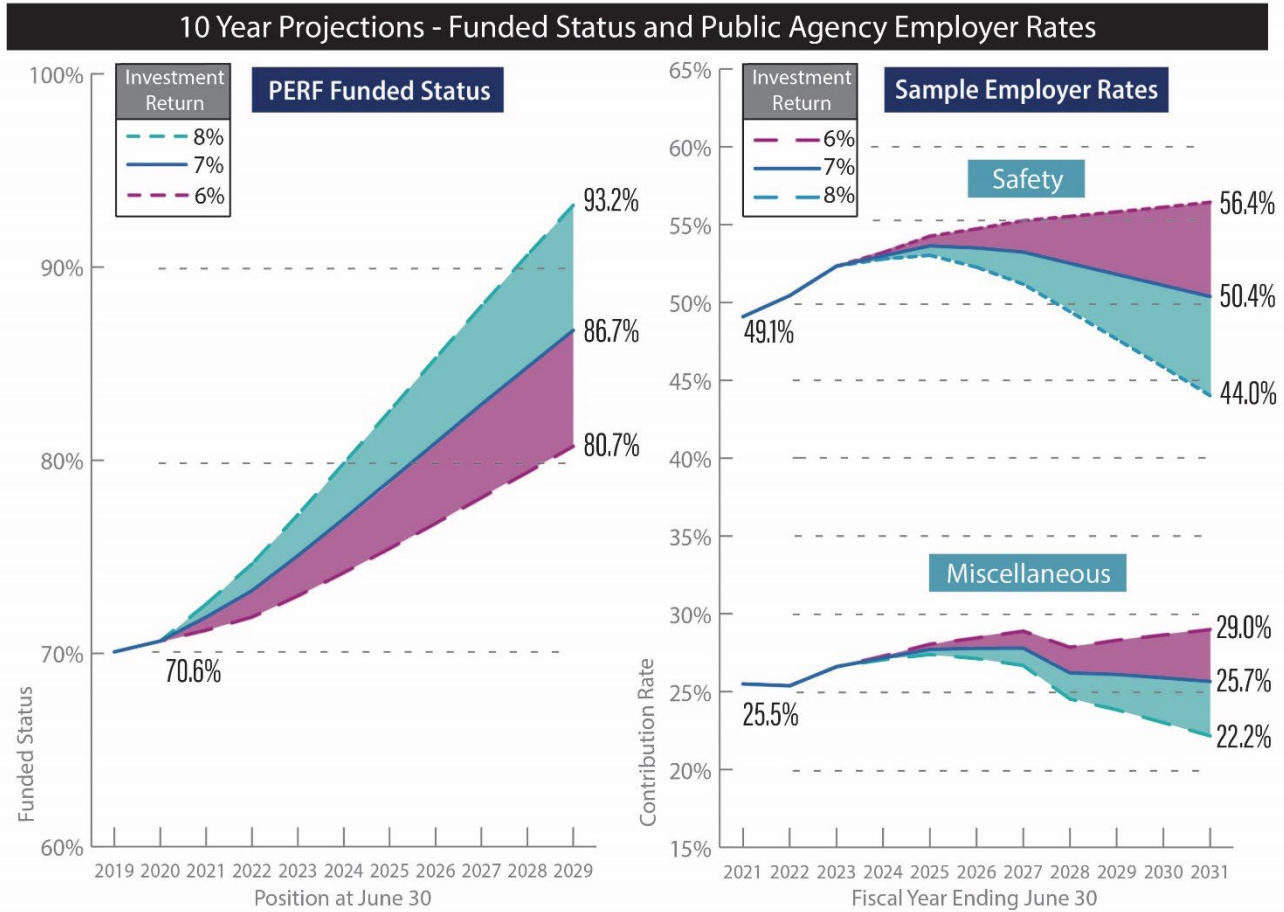 10 Year Projections - Funded Status and Public Agency Employer Rates
PERF Funded Status
Investment
Return
8%
7%
6%
100%
90%
80%
70%
60%
Funded Status
93.2%
86.7%
80.7%
70.6%
2019 2020 2021 2022 2023 2024 2025 2026 2027 2028 2029
Position at June 30
Sample Employer Rates
Investment
Return
6%
7%
8%
65%
60%
55%
50%
45%
40%
35%
30%
25%
20%
15%
Contribution Rate
Safety
56.4%
50.4%
44.0%
49.1%
Miscellaneous
29.0%
25.7%
22.2%
25.5%
2021 2022 2023 2024 2025 2026 2027 2028 2029 2030 2031
Fiscal Year Ending June 30